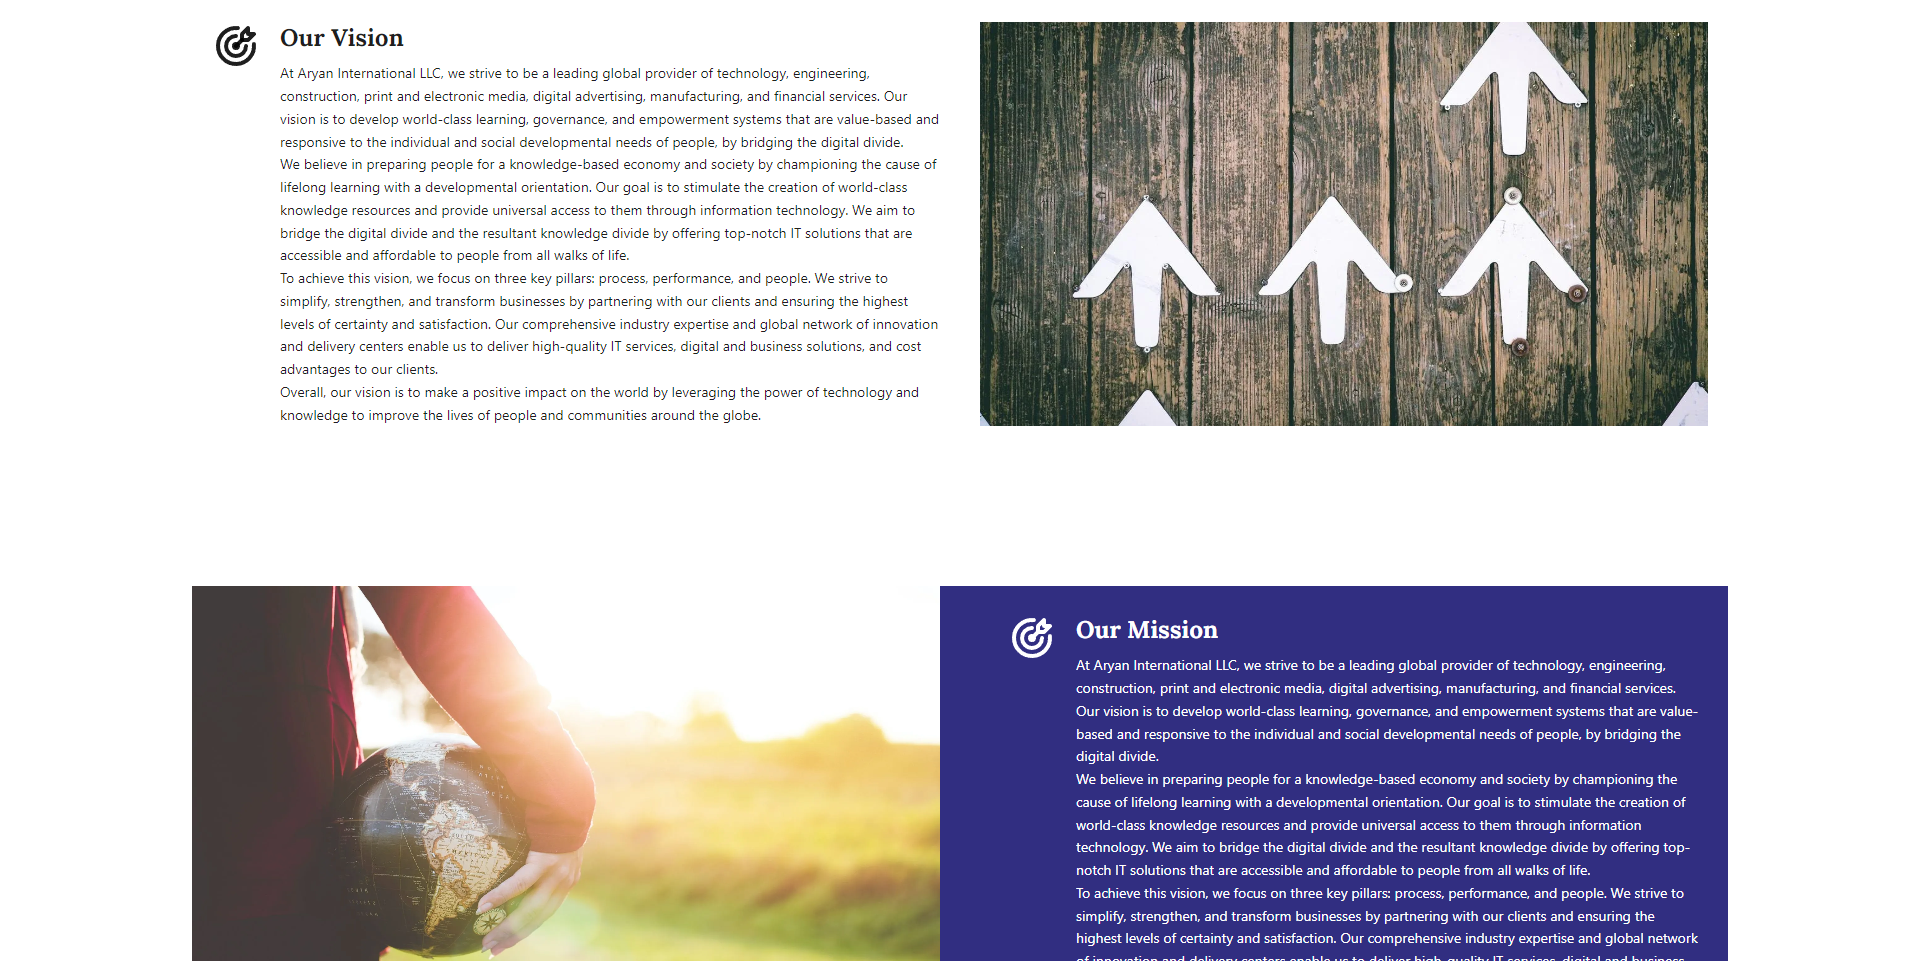 Our Vision
At Aryan International LLC, we strive to be a leading global provider of technology, engineering,
construction, print and electronic media, digital advertising, manufacturing, and financial services. Our
vision is to develop world-class learning, governance, and empowerment systems that are value-based and
responsive to the individual and social developmental needs of people, by bridging the digital divide.
We believe in preparing people for a knowledge-based economy and society by championing the cause of
lifelong learning with a developmental orientation. Our goal is to stimulate the creation of world-class
knowledge resources and provide universal access to them through information technology. We aim to
bridge the digital divide and the resultant knowledge divide by offering top-notch IT solutions that are
accessible and affordable to people from all walks of life.
To achieve this vision, we focus on three key pillars: process, performance, and people. We strive to
simplify, strengthen, and transform businesses by partnering with our clients and ensuring the highest
levels of certainty and satisfaction. Our comprehensive industry expertise and global network of innovation
and delivery centers enable us to deliver high-quality IT services, digital and business solutions, and cost
advantages to our clients.
Overall, our vision is to make a positive impact on the world by leveraging the power of technology and
knowledge to improve the lives of people and communities around the globe.
Our Mission
At Aryan International LLC, we strive to be a leading global provider of technology, engineering,
construction, print and electronic media, digital advertising, manufacturing, and financial services.
Our vision is to develop world-class learning, governance, and empowerment systems that are value-
based and responsive to the individual and social developmental needs of people, by bridging the
digital divide.
We believe in preparing people for a knowledge-based economy and society by championing the
cause of lifelong learning with a developmental orientation. Our goal is to stimulate the creation of
world-class knowledge resources and provide universal access to them through information
technology. We aim to bridge the digital divide and the resultant knowledge divide by offering top-
notch IT solutions that are accessible and affordable to people from all walks of life.
To achieve this vision, we focus on three key pillars: process, performance, and people. We strive to
simplify, strengthen, and transform businesses by partnering with our clients and ensuring the
highest levels of certainty and satisfaction. Our comprehensive industry expertise and global network
of innovation and delivery centers enable us to deliver high-quality IT services, digital and business